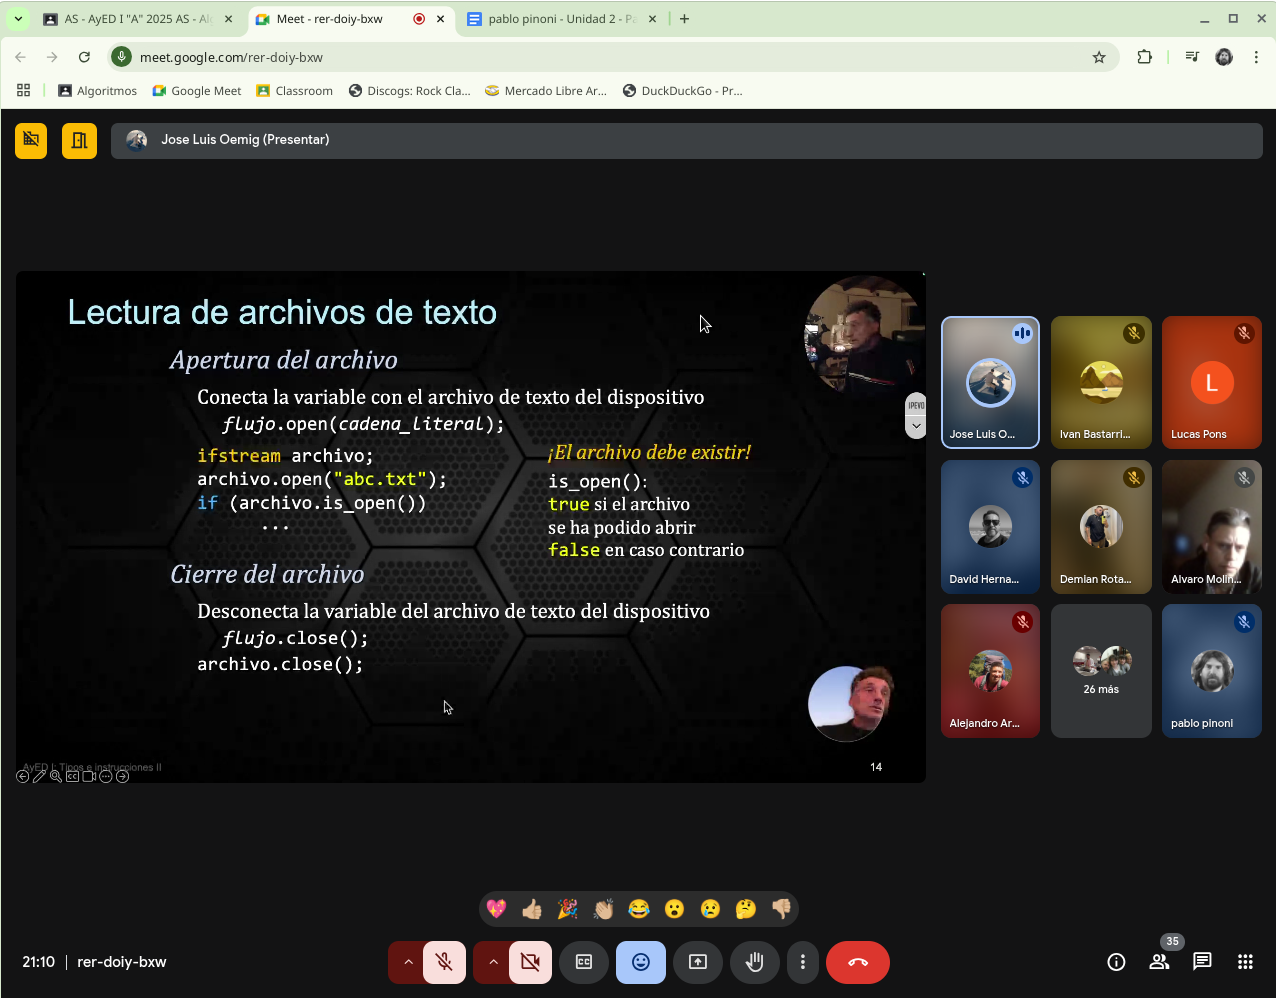 AS - AyED I "A" 2025 AS - Alg
Meet - rer-doiy-bxw
pablo pinoni - Unidad 2 - Pa
meet.google.com/rer-doiy-bxw
Algoritmos
Google Meet
Classroom
Discogs: Rock Cla...
Mercado Libre Ar...
DuckDuckGo - Pr...
Jose Luis Oemig (Presentar)
Lectura de archivos de texto
Apertura del archivo
Conecta la variable con el archivo de texto del dispositivo
flujo.open(cadena_literal);
ifstream archivo;
archivo.open("abc.txt");
if (archivo.is_open())
...
¡El archivo debe existir!
is_open():
true si el archivo
se ha podido abrir
false en caso contrario
Cierre del archivo
Desconecta la variable del archivo de texto del dispositivo
flujo.close();
archivo.close();
AyED I: Tipos e instrucciones II
14
IPEVO
Jose Luis O...
Ivan Bastarri...
L
Lucas Pons
David Herna...
Demian Rota...
Alvaro Molin...
Alejandro Ar...
26 más
pablo pinoni
21:10 | rer-doiy-bxw
CC
35